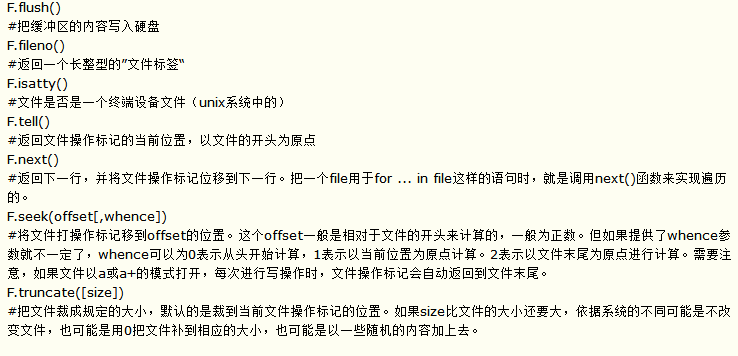 F.flush()
#把缓冲区的内容写入硬盘
F.fileno()
#返回一个长整型的”文件标签“
F.isatty()
#文件是否是一个终端设备文件（unix系统中的）
F.tell()
#返回文件操作标记的当前位置，以文件的开头为原点
F.next()
#返回下一行，并将文件操作标记位移到下一行。把一个file用于for ... in file这样的语句时，就是调用next()函数来实现遍历
的。
F.seek(offset[,whence])
#将文件打操作标记移到offset的位置。这个offset一般是相对于文件的开头来计算的，一般为正数。但如果提供了whence参
数就不一定了，whence可以为0表示从头开始计算，1表示以当前位置为原点计算。2表示以文件末尾为原点进行计算。需要注
意，如果文件以a或a+的模式打开，每次进行写操作时，文件操作标记会自动返回到文件末尾。
F.truncate([size])
#把文件裁成规定的大小，默认的是裁到当前文件操作标记的位置。如果size比文件的大小还要大，依据系统的不同可能是不改
变文件，也可能是用0把文件补到相应的大小，也可能是以一些随机的内容加上去。